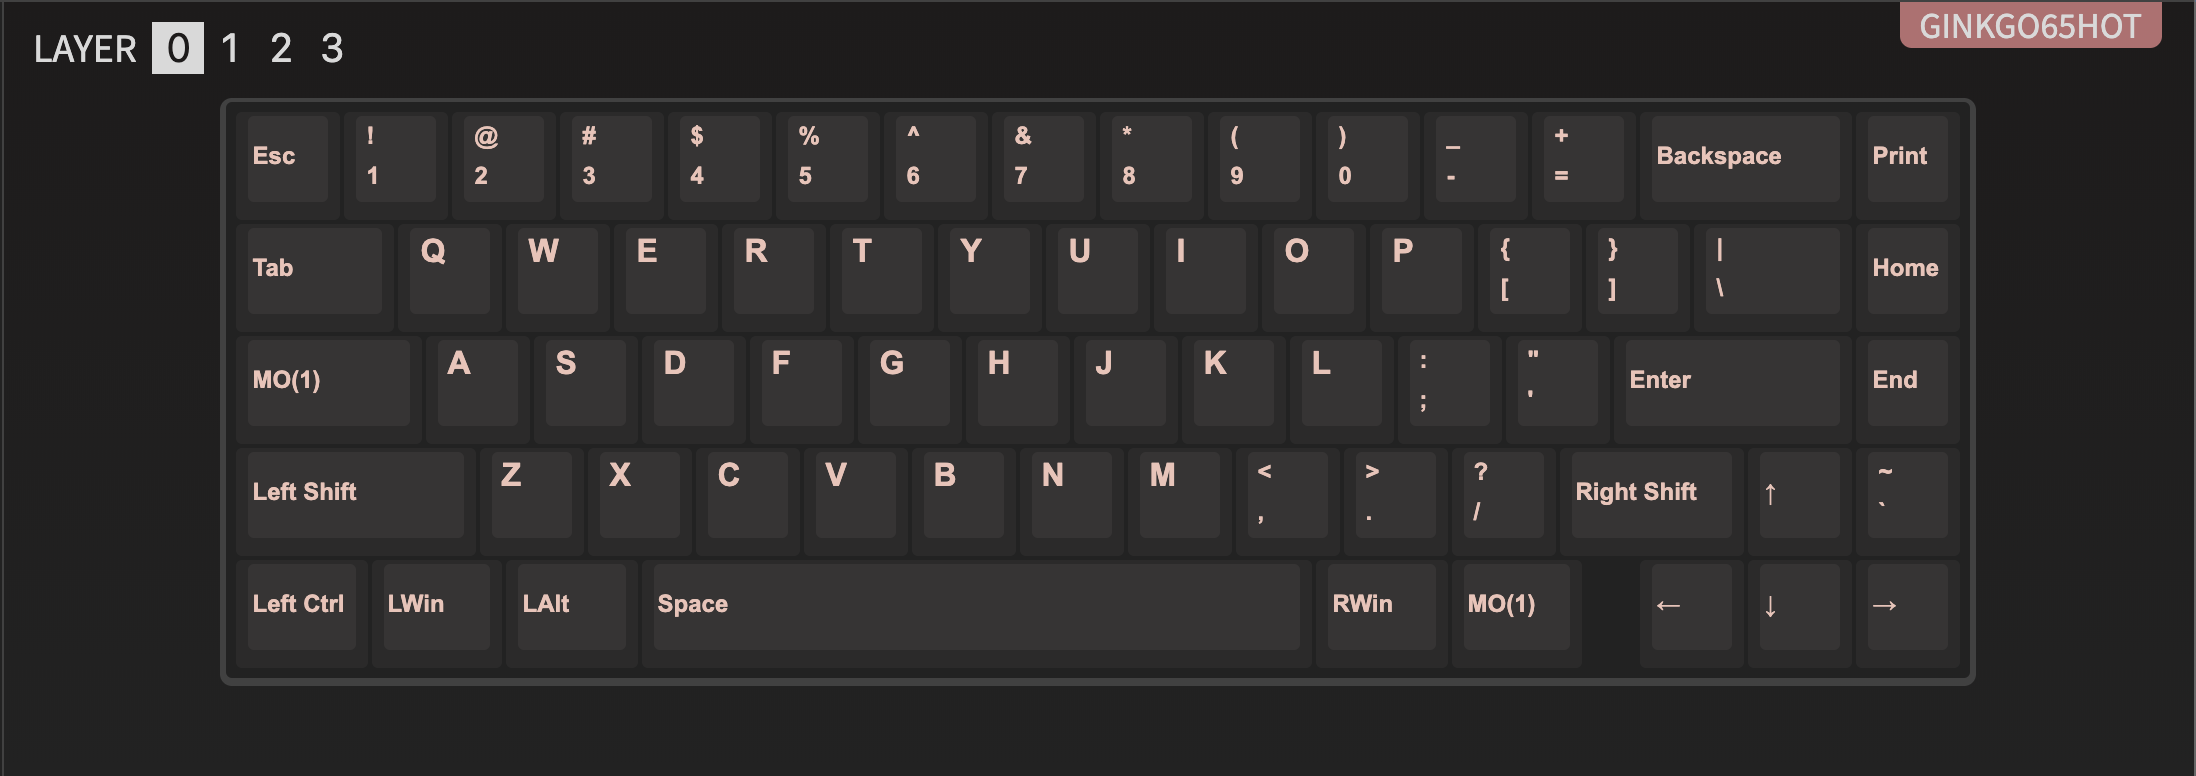 LAYER 0 1 2 3
GINKGO65HOT
! @ # $ % ^ & * ( ) _ +
Esc 1 2 3 4 5 6 7 8 9 0 - = Backspace Print
Q W E R T Y U I O P { } |
Tab [ ] \ Home
A S D F G H J K L : "
MO(1) ; ' Enter End
Z X C V B N M < > ? ~
Left Shift , . / Right Shift ↑ `
Left Ctrl LWin LAlt Space RWin MO(1) ← ↓ →